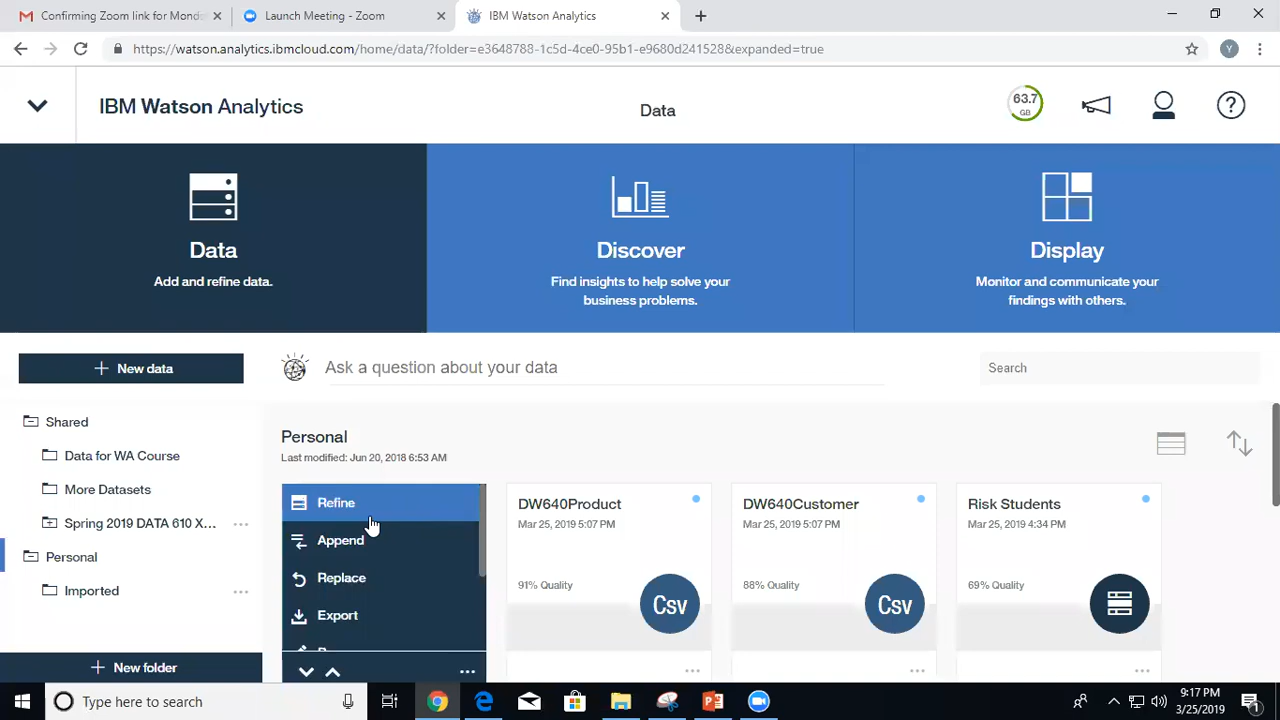 Confirming Zoom link for Monds
Launch Meeting - Zoom
IBM Watson Analytics
https://watson.analytics.ibmcloud.com/home/data/?folder=e3648788-1c5d-4ce0-95b1-e9680d241528&expanded=true
Y
IBM Watson Analytics
Data
63.7
GB
Data
Add and refine data.
Discover
Find insights to help solve your
business problems.
Display
Monitor and communicate your
findings with others.
New data
Ask a question about your data
Search
Shared
Data for WA Course
More Datasets
Spring 2019 DATA 610 X...
Personal
Imported
New folder
Personal
Last modified: Jun 20, 2018 6:53 AM
Refine
Append
Replace
Export
DW640Product
Mar 25, 2019 5:07 PM
91% Quality
Csv
DW640Customer
Mar 25, 2019 5:07 PM
88% Quality
Csv
Risk Students
Mar 25, 2019 4:34 PM
69% Quality
Type here to search
9:17 PM
3/25/2019
1